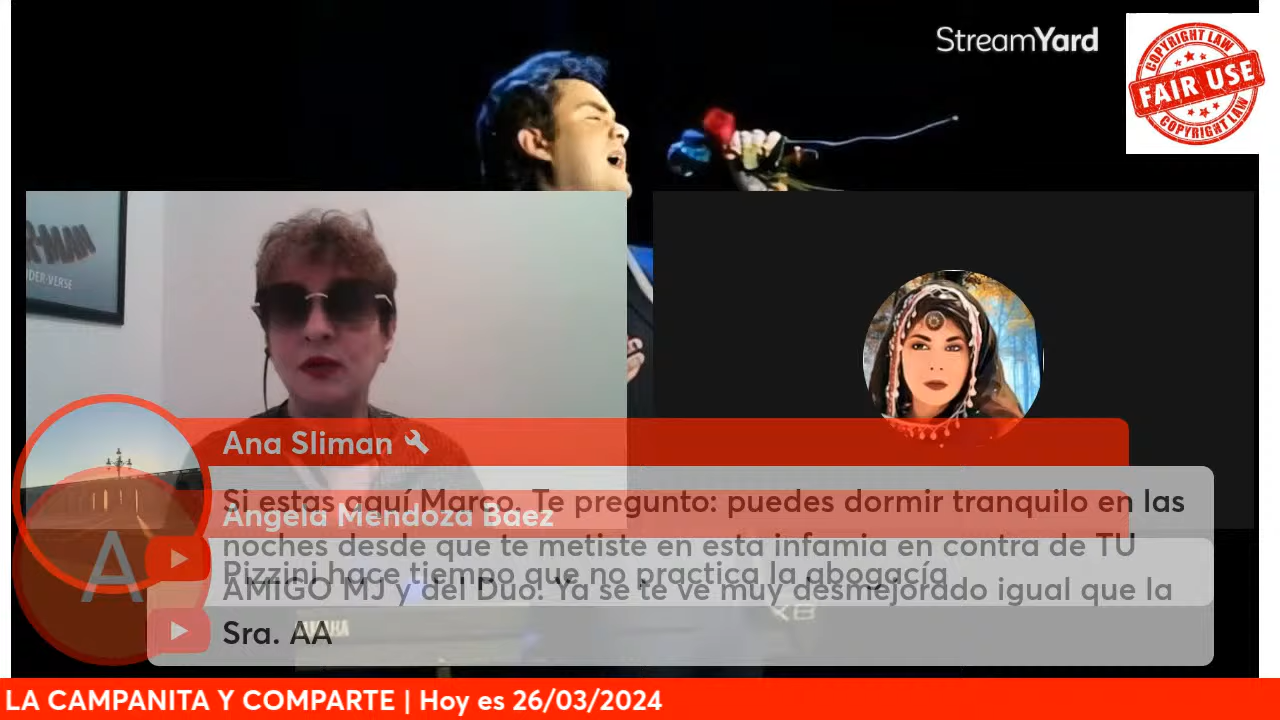 StreamYard
COPYRIGHT LAW
FAIR USE
COPYRIGHT LAW
DER-VERSE
Ana Sliman
Si estas aquí Marco. Te pregunto: puedes dormir tranquilo en las
noches desde que te metiste en esta infamia en contra de TU
AMIGO MJ y del Duo! Ya se te ve muy desmejorado igual que la
Sra. AA
Angela Mendoza Baez
Pizzini hace tiempo que no practica la abogacía
A
LA CAMPANITA Y COMPARTE | Hoy es 26/03/2024